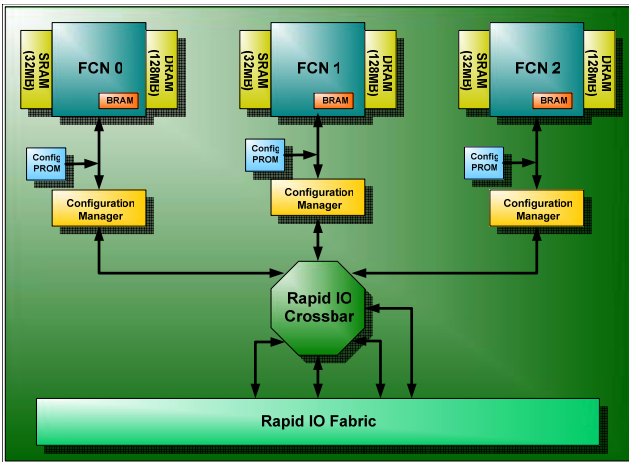 SRAM
(32MB)
FCN 0
BRAM
DRAM
(128MB)
SRAM
(32MB)
FCN 1
BRAM
DRAM
(128MB)
SRAM
(32MB)
FCN 2
BRAM
DRAM
(128MB)
Config
PROM
Config
PROM
Config
PROM
Configuration
Manager
Configuration
Manager
Configuration
Manager
Rapid IO
Crossbar
Rapid IO Fabric